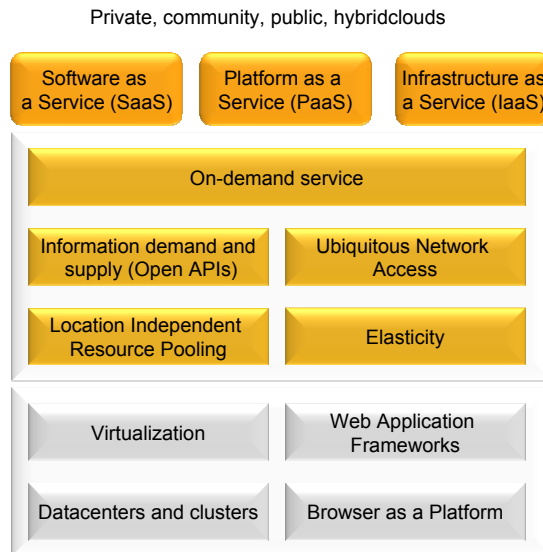 Private, community, public, hybridclouds
Software as
a Service (SaaS)
Platform as a
Service (PaaS)
Infrastructure as
a Service (IaaS)
On-demand service
Information demand and
supply (Open APIs)
Ubiquitous Network
Access
Location Independent
Resource Pooling
Elasticity
Virtualization
Web Application
Frameworks
Datacenters and clusters
Browser as a Platform